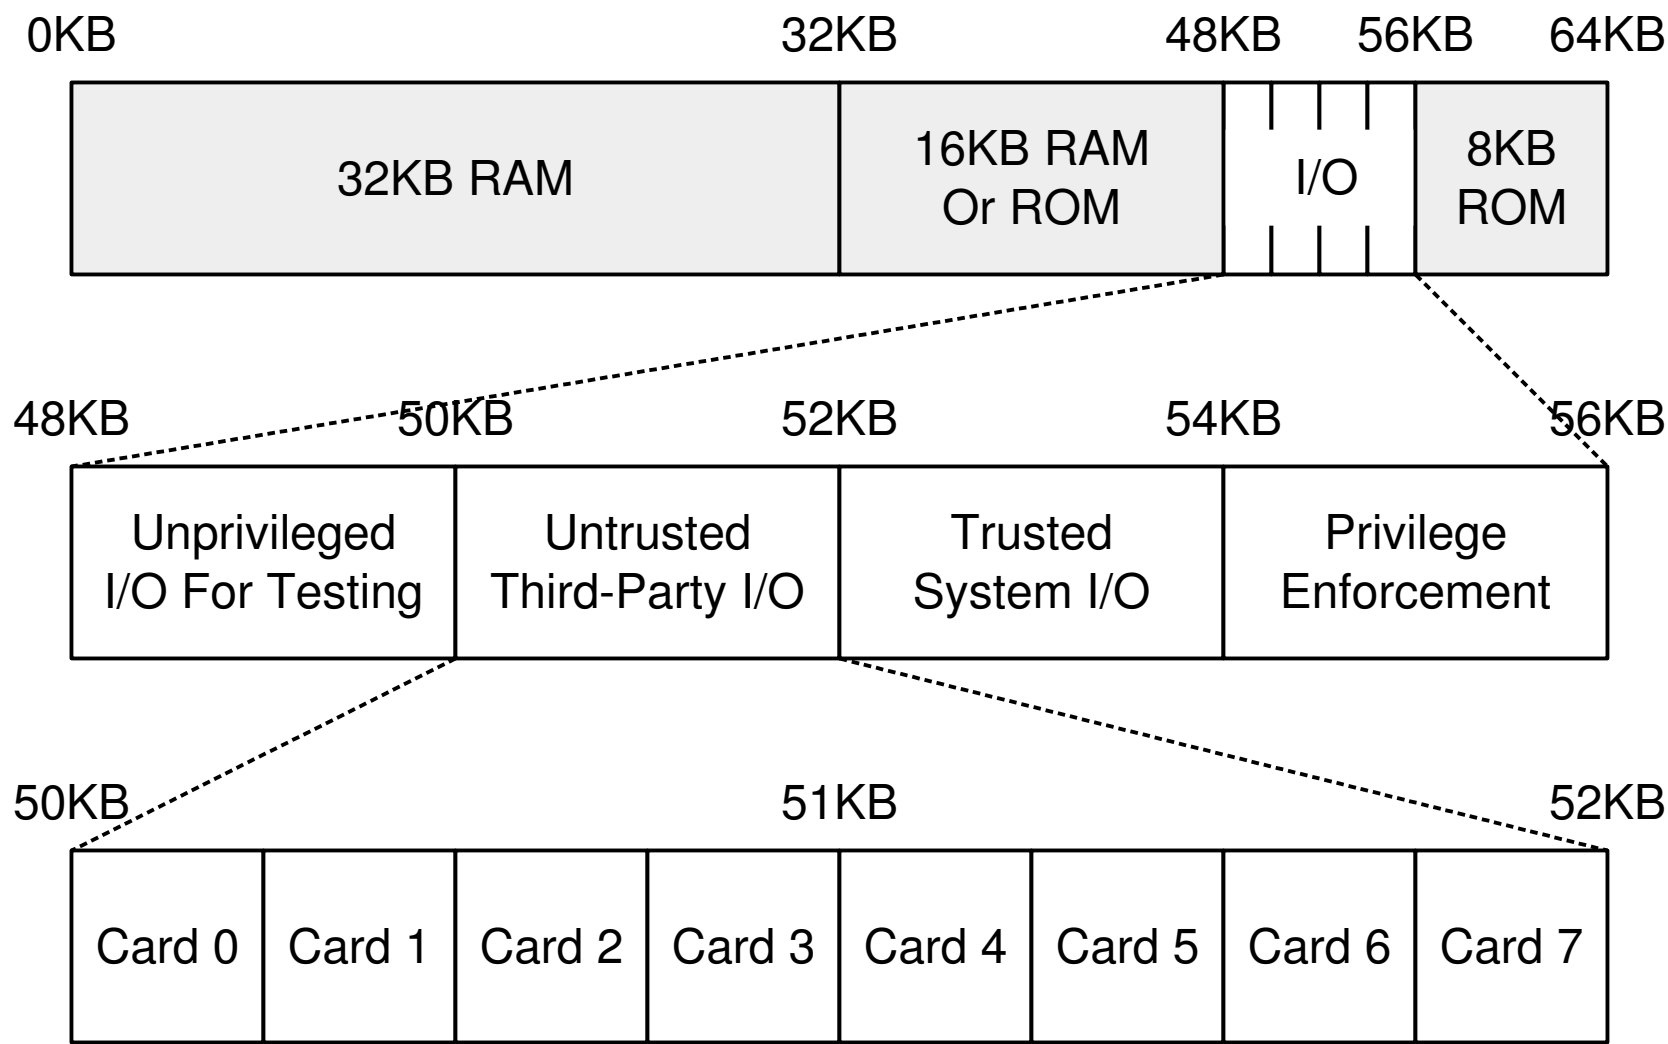 0KB 32KB 48KB 56KB 64KB
32KB RAM
16KB RAM
Or ROM
I/O
8KB
ROM
48KB 50KB 52KB 54KB 56KB
Unprivileged
I/O For Testing
Untrusted
Third-Party I/O
Trusted
System I/O
Privilege
Enforcement
50KB 51KB 52KB
Card 0 Card 1 Card 2 Card 3 Card 4 Card 5 Card 6 Card 7